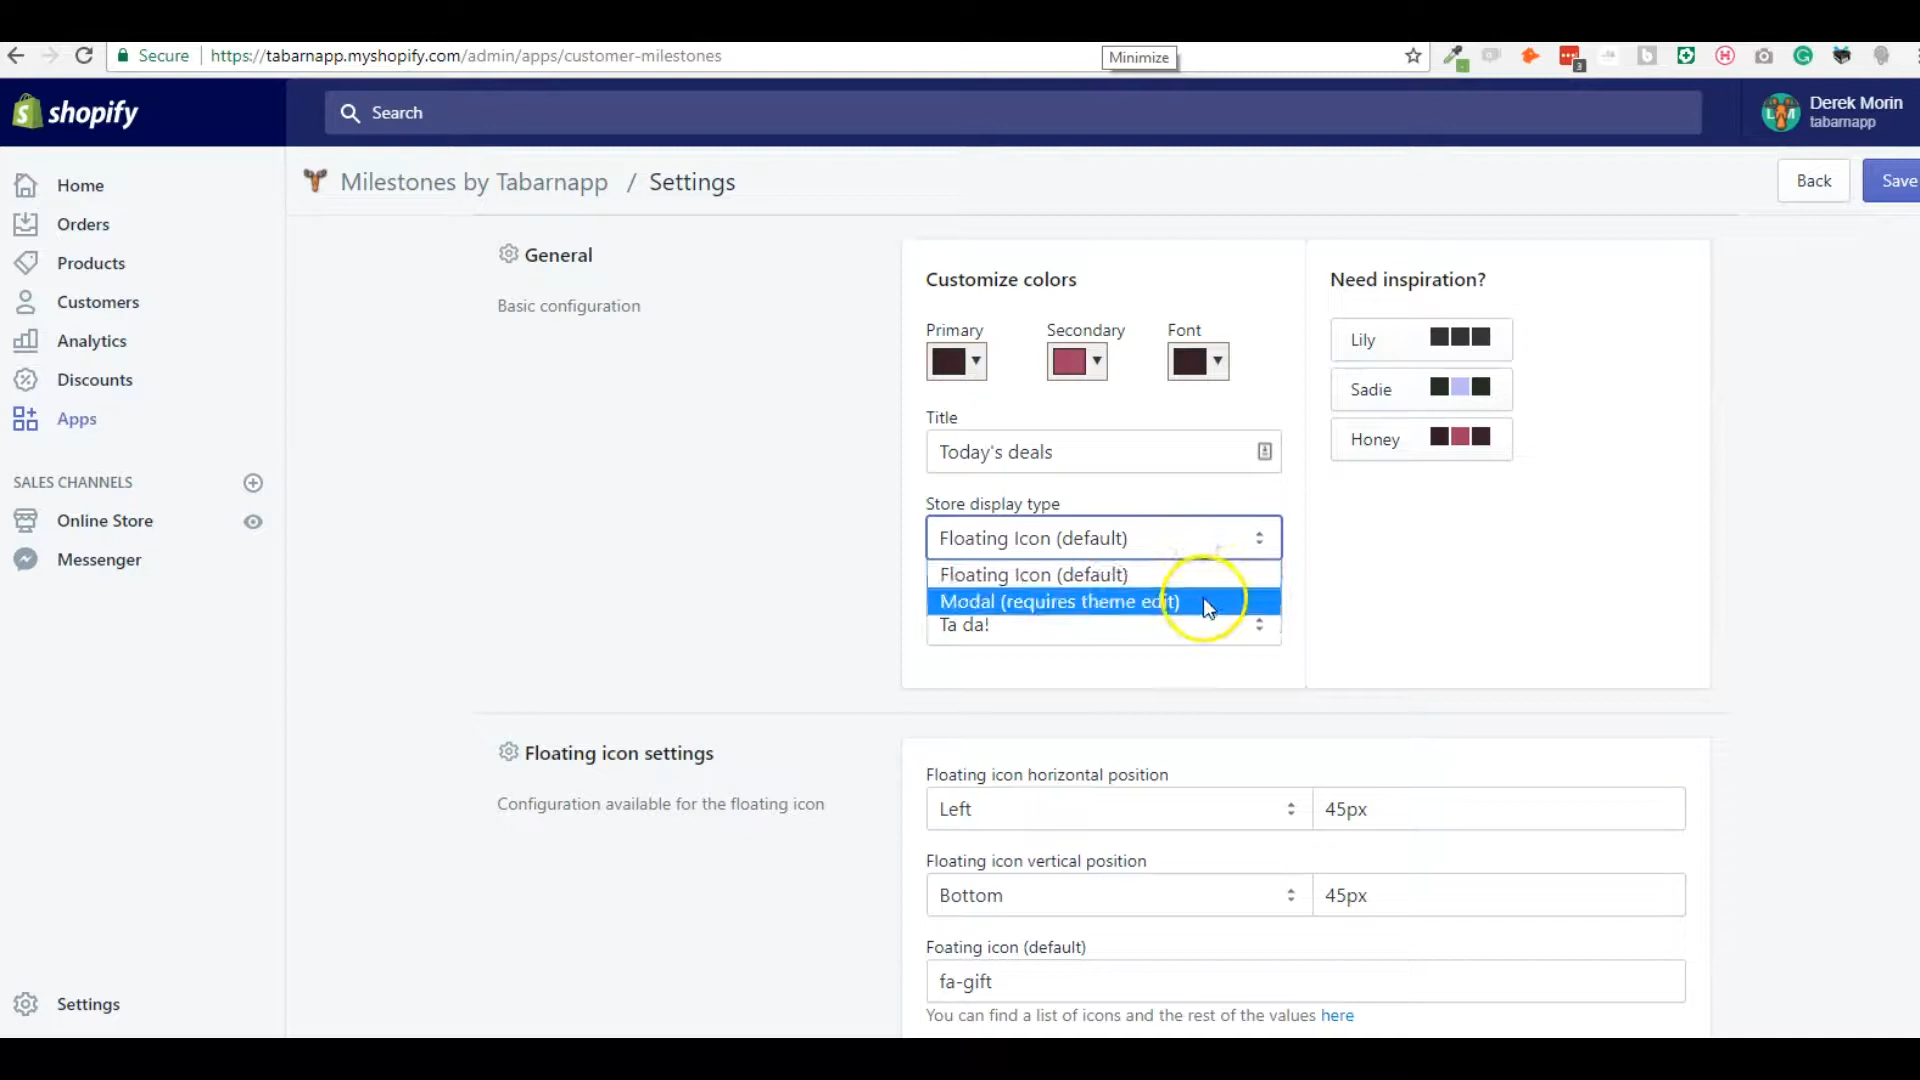 Secure https://tabarnapp.myshopify.com/admin/apps/customer-milestones
Minimize
3
shopify
Search
Derek Morin
tabarnapp
Home
Orders
Products
Customers
Analytics
Discounts
Apps
SALES CHANNELS
Online Store
Messenger
Settings
Milestones by Tabarnapp / Settings
Back
Save
General
Basic configuration
Customize colors
Primary
Secondary
Font
Title
Today's deals
Store display type
Floating Icon (default)
Floating Icon (default)
Modal (requires theme edit)
Ta da!
Need inspiration?
Lily
Sadie
Honey
Floating icon settings
Configuration available for the floating icon
Floating icon horizontal position
Left
45px
Floating icon vertical position
Bottom
45px
Foating icon (default)
fa-gift
You can find a list of icons and the rest of the values here